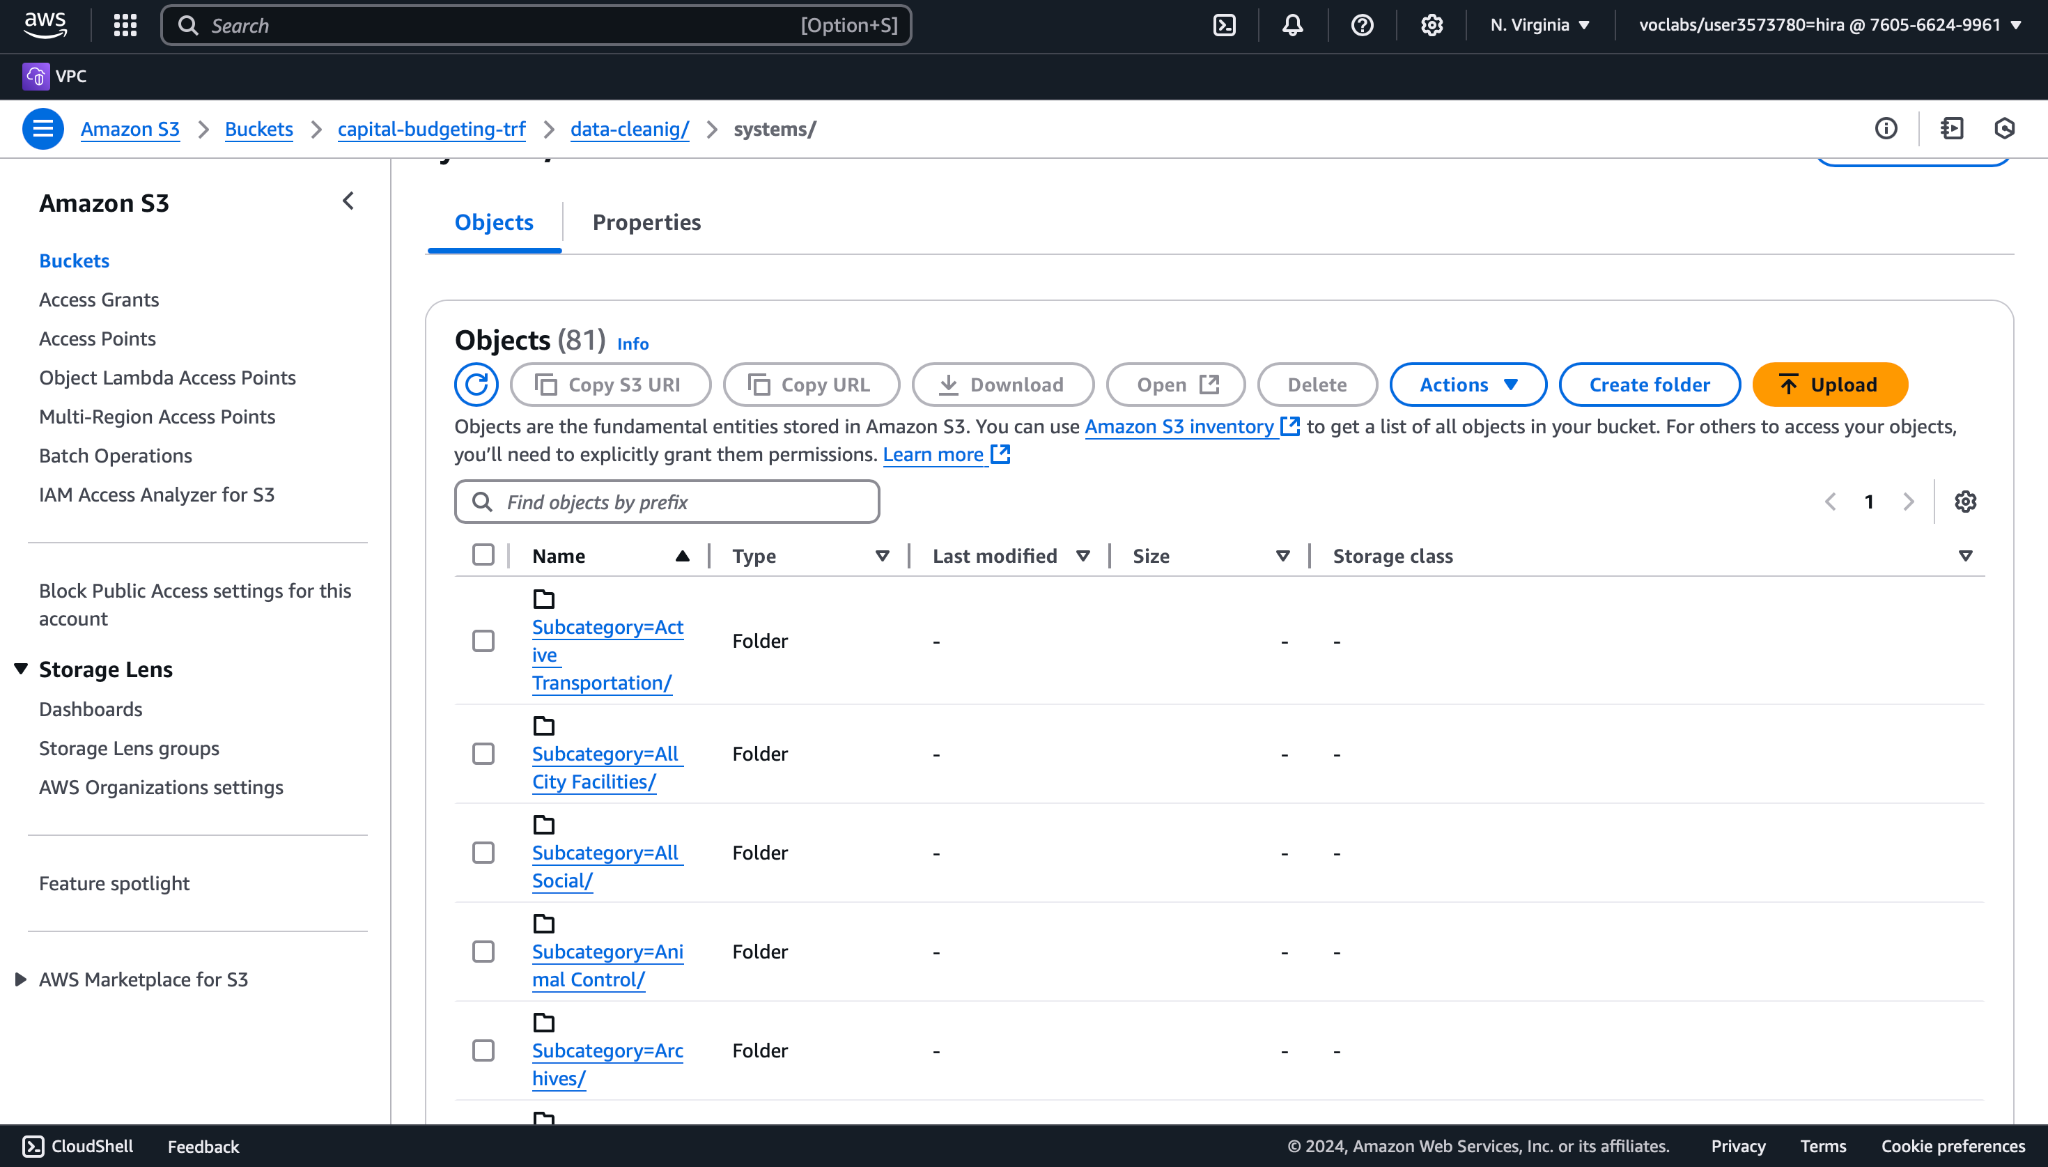 aws
Search [Option+S]
N. Virginia
voclabs/user3573780=hira @ 7605-6624-9961
VPC
Amazon S3
Buckets
capital-budgeting-trf
data-cleanig/
systems/
Amazon S3
Buckets
Access Grants
Access Points
Object Lambda Access Points
Multi-Region Access Points
Batch Operations
IAM Access Analyzer for S3
Block Public Access settings for this
account
Storage Lens
Dashboards
Storage Lens groups
AWS Organizations settings
Feature spotlight
AWS Marketplace for S3
Objects
Properties
Objects (81) Info
Copy S3 URI
Copy URL
Download
Open
Delete
Actions
Create folder
Upload
Objects are the fundamental entities stored in Amazon S3. You can use Amazon S3 inventory to get a list of all objects in your bucket. For others to access your objects,
you’ll need to explicitly grant them permissions. Learn more
Find objects by prefix
1
Name Type Last modified Size Storage class
Subcategory=Act
ive
Transportation/
Folder - - -
Subcategory=All
City Facilities/
Folder - - -
Subcategory=All
Social/
Folder - - -
Subcategory=Ani
mal Control/
Folder - - -
Subcategory=Arc
hives/
Folder - - -
CloudShell Feedback © 2024, Amazon Web Services, Inc. or its affiliates. Privacy Terms Cookie preferences